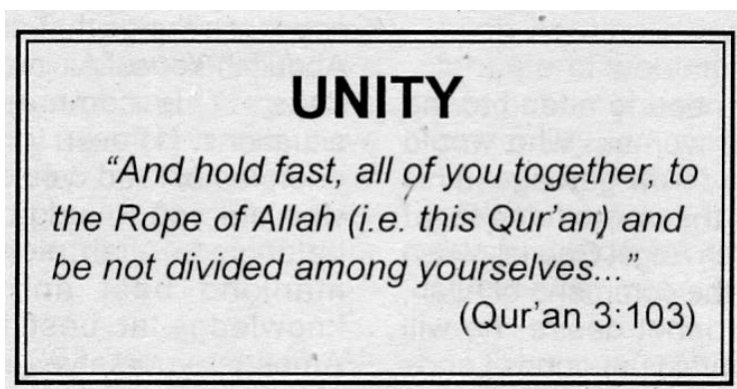 UNITY
“And hold fast, all of you together, to
the Rope of Allah (i.e. this Qur’an) and
be not divided among yourselves...”
(Qur’an 3:103)